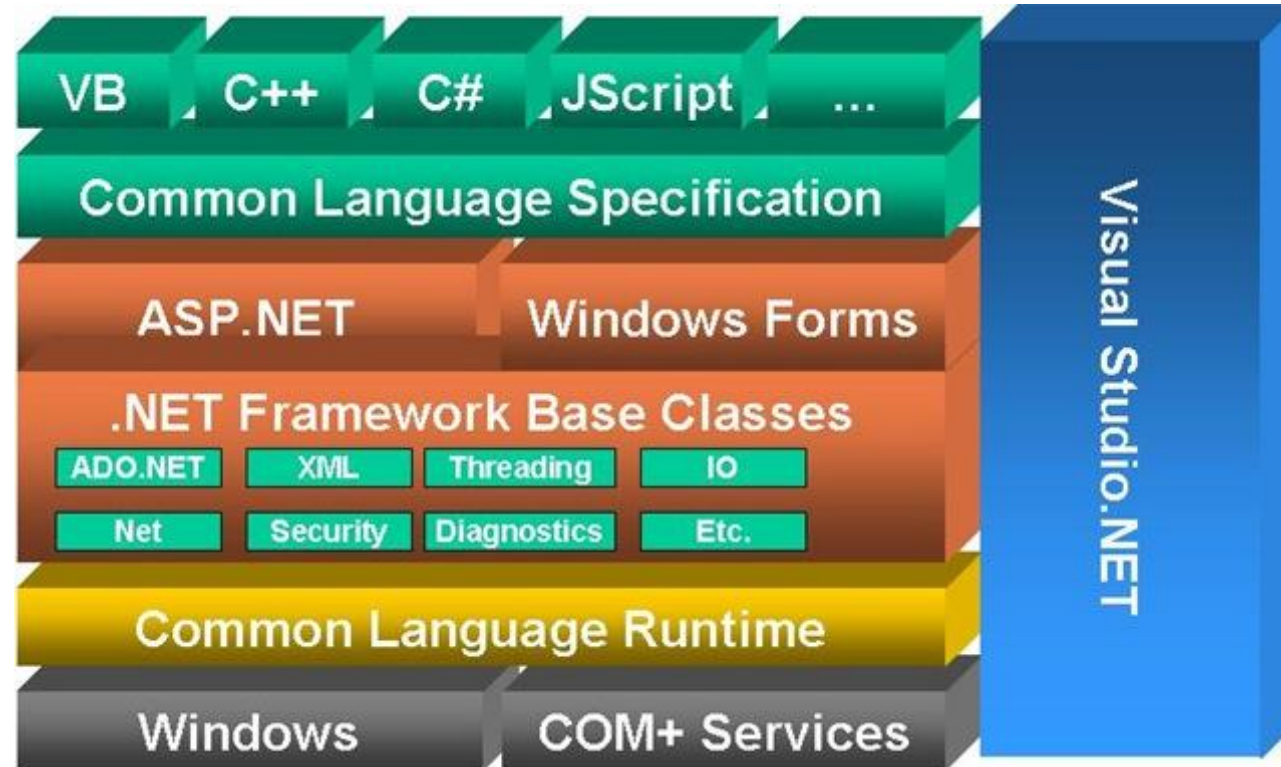 VB C++ C# JScript ...
Common Language Specification
ASP.NET Windows Forms
.NET Framework Base Classes
ADO.NET XML Threading IO
Net Security Diagnostics Etc.
Common Language Runtime
Windows COM+ Services
Visual Studio.NET